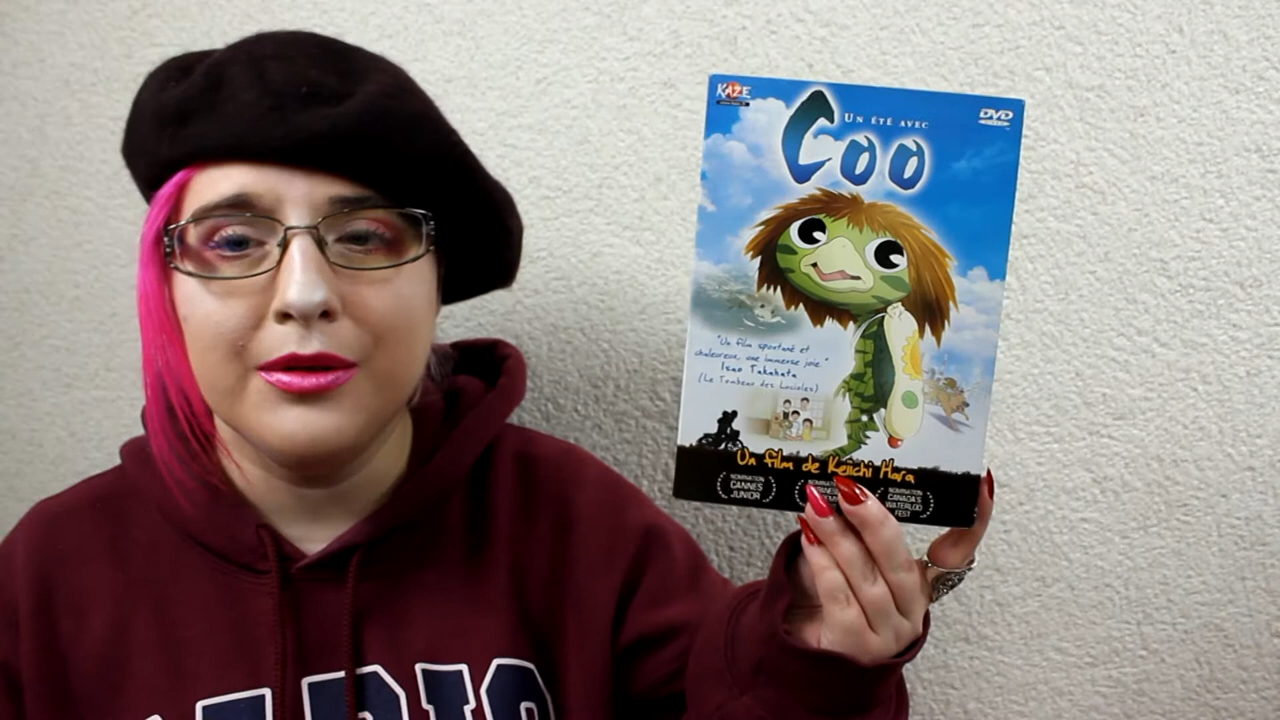 KAZE
DVD
VIDEO
UN ÉTÉ AVEC
Coo
"Un film spontané et
chaleureux, une immense joie."
Isao Takahata
(Le Tombeau des Lucioles)
Un film de Keiichi Hara
NOMINATION
CANNES
JUNIOR
NOMINATION
CANADA'S
WATERLOO
FEST